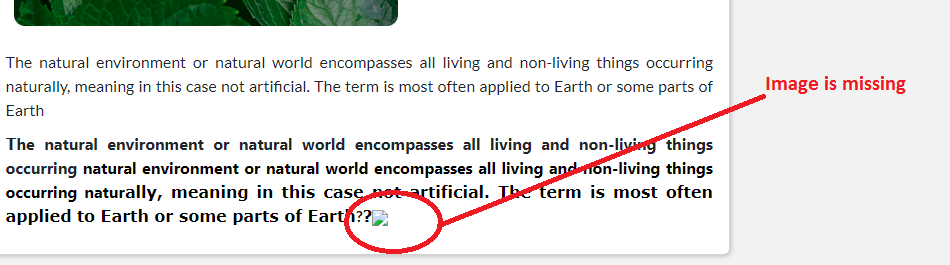 The natural environment or natural world encompasses all living and non-living things occurring
naturally, meaning in this case not artificial. The term is most often applied to Earth or some parts of
Earth
Image is missing
The natural environment or natural world encompasses all living and non-living things
occurring natural environment or natural world encompasses all living and non-living things
occurring naturally, meaning in this case not artificial. The term is most often
applied to Earth or some parts of Earth??